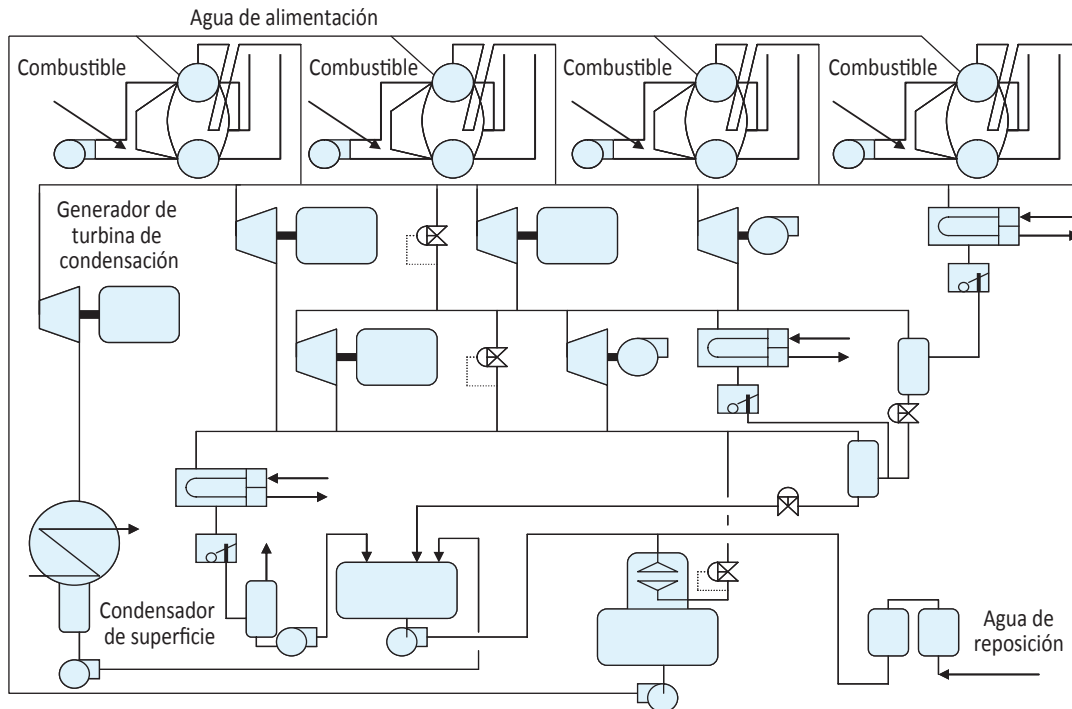 Agua de alimentación
Combustible
Combustible
Combustible
Combustible
Generador de
turbina de
condensación
Condensador
de superficie
Agua de
reposición